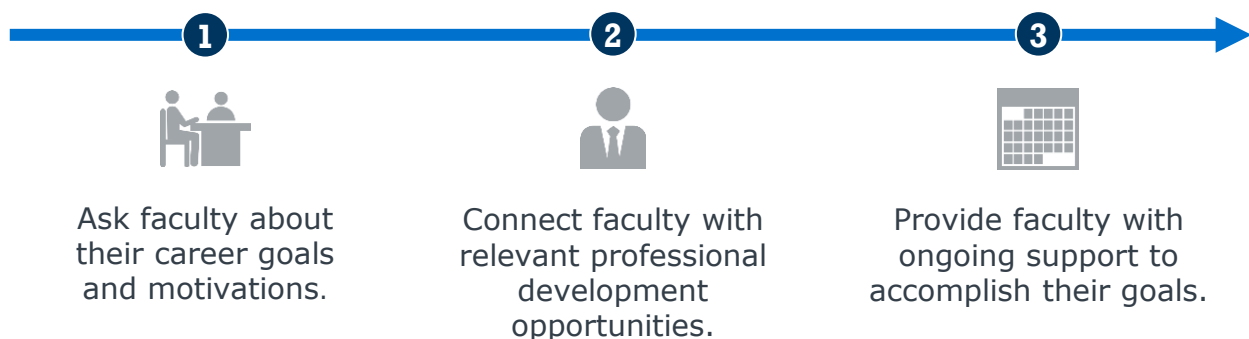 1
2
3
Ask faculty about
their career goals
and motivations.
Connect faculty with
relevant professional
development
opportunities.
Provide faculty with
ongoing support to
accomplish their goals.